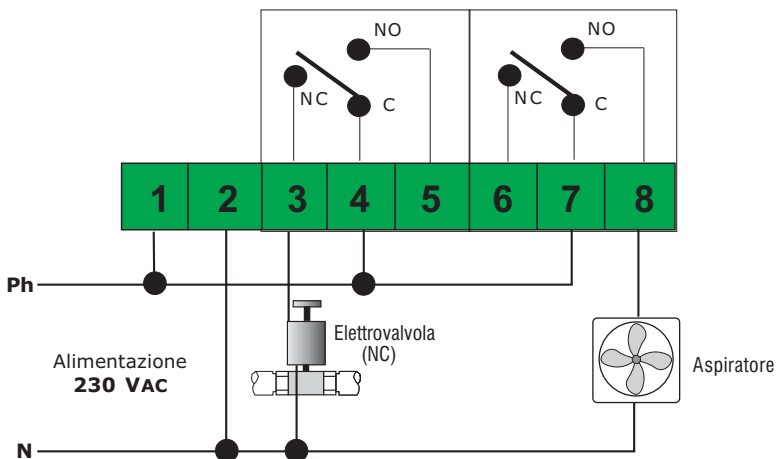 NO
NO
NC
C
NC
C
1 2 3 4 5 6 7 8
Ph
Elettrovalvola
(NC)
Alimentazione
230 VAC
Aspiratore
N